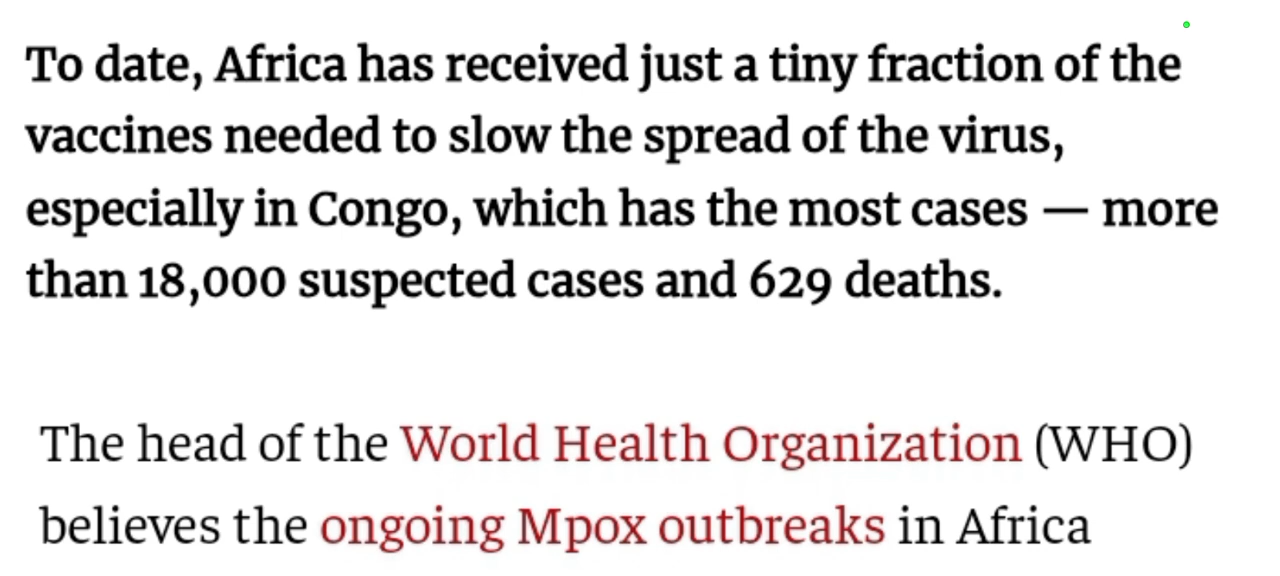 To date, Africa has received just a tiny fraction of the
vaccines needed to slow the spread of the virus,
especially in Congo, which has the most cases — more
than 18,000 suspected cases and 629 deaths.
The head of the World Health Organization (WHO)
believes the ongoing Mpox outbreaks in Africa